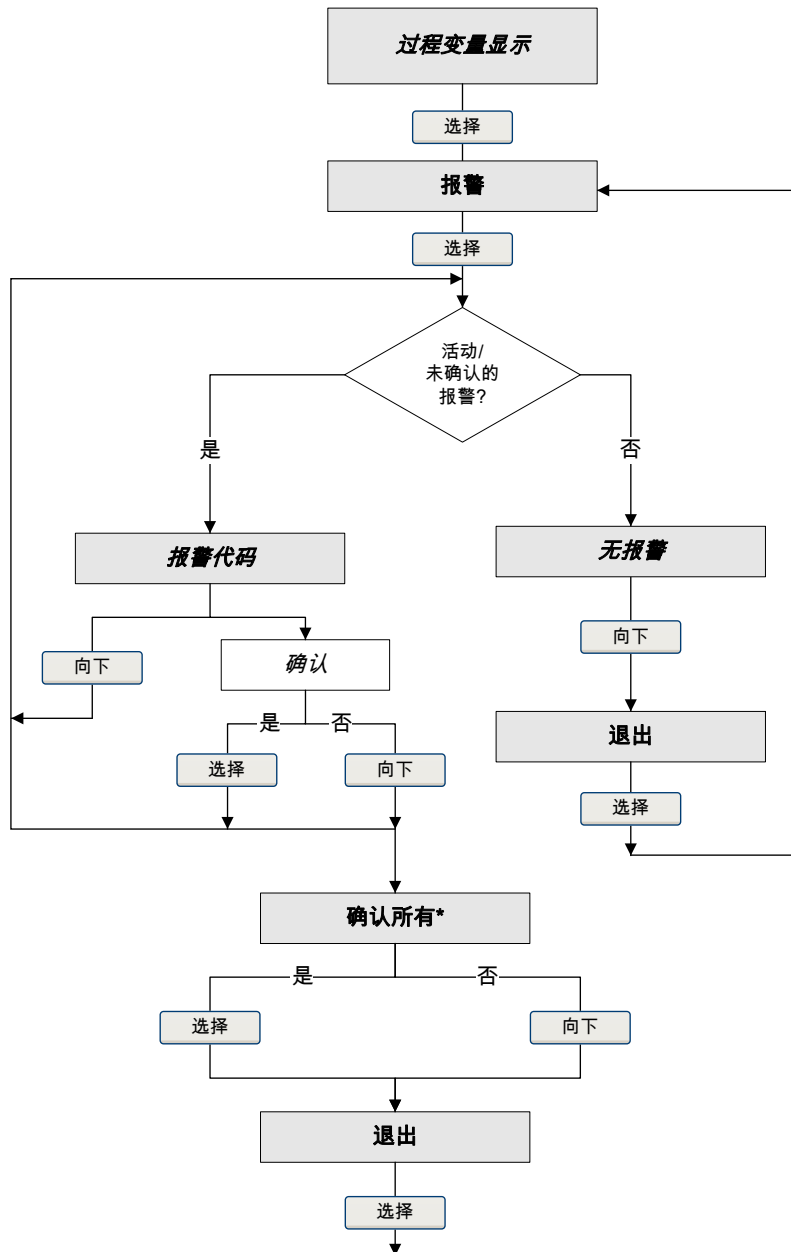 过程变量显示
选择
报警
选择
活动/
未确认的
报警?
是
否
报警代码
无报警
向下
确认
向下
是
否
选择
向下
退出
选择
确认所有*
是
否
选择
向下
退出
选择